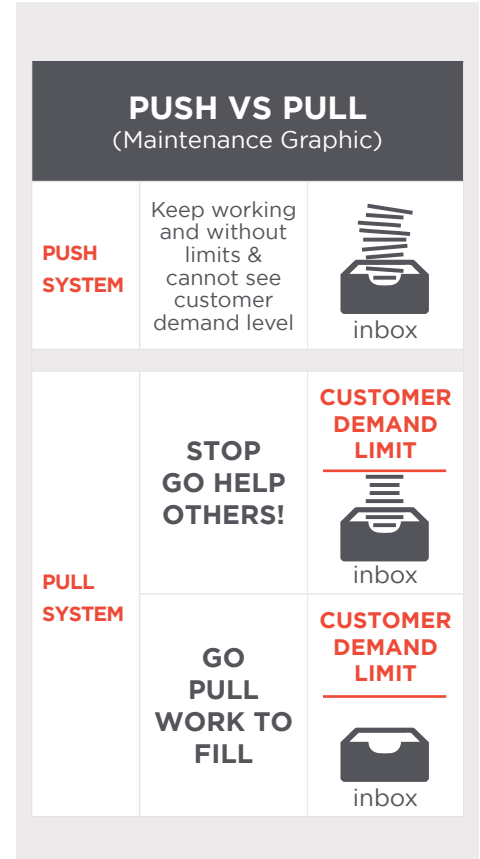 PUSH VS PULL
(Maintenance Graphic)
PUSH
SYSTEM
Keep working
and without
limits &
cannot see
customer
demand level
inbox
PULL
SYSTEM
STOP
GO HELP
OTHERS!
CUSTOMER
DEMAND
LIMIT
inbox
GO
PULL
WORK TO
FILL
CUSTOMER
DEMAND
LIMIT
inbox